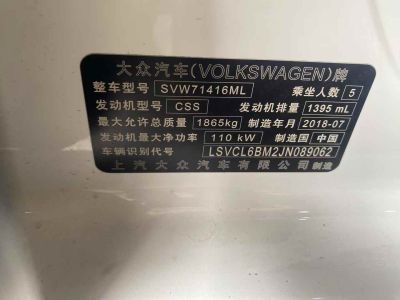 大众汽车(VOLKSWAGEN)牌
整车型号 SVW71416ML 乘坐人数 5
发动机型号 CSS 发动机排量 1395 mL
最大允许总质量 1865kg 制造年月 2018-07
发动机最大净功率 110 kW 制造国 中国
车辆识别代号 LSVCL6BM2JN089062
上汽大众汽车有限公司 制造